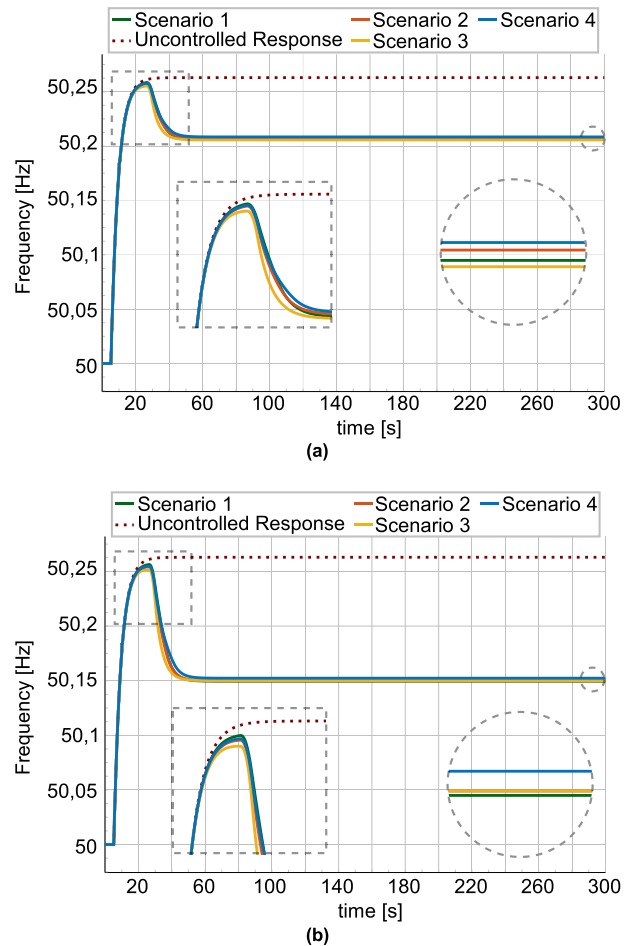 Scenario 1 Scenario 2 Scenario 4
Uncontrolled Response Scenario 3
Frequency [Hz]
50,25
50,2
50,15
50,1
50,05
50
20 60 100 140 180 220 260 300
time [s]
(a)
Scenario 1 Scenario 2 Scenario 4
Uncontrolled Response Scenario 3
Frequency [Hz]
50,25
50,2
50,15
50,1
50,05
50
20 60 100 140 180 220 260 300
time [s]
(b)